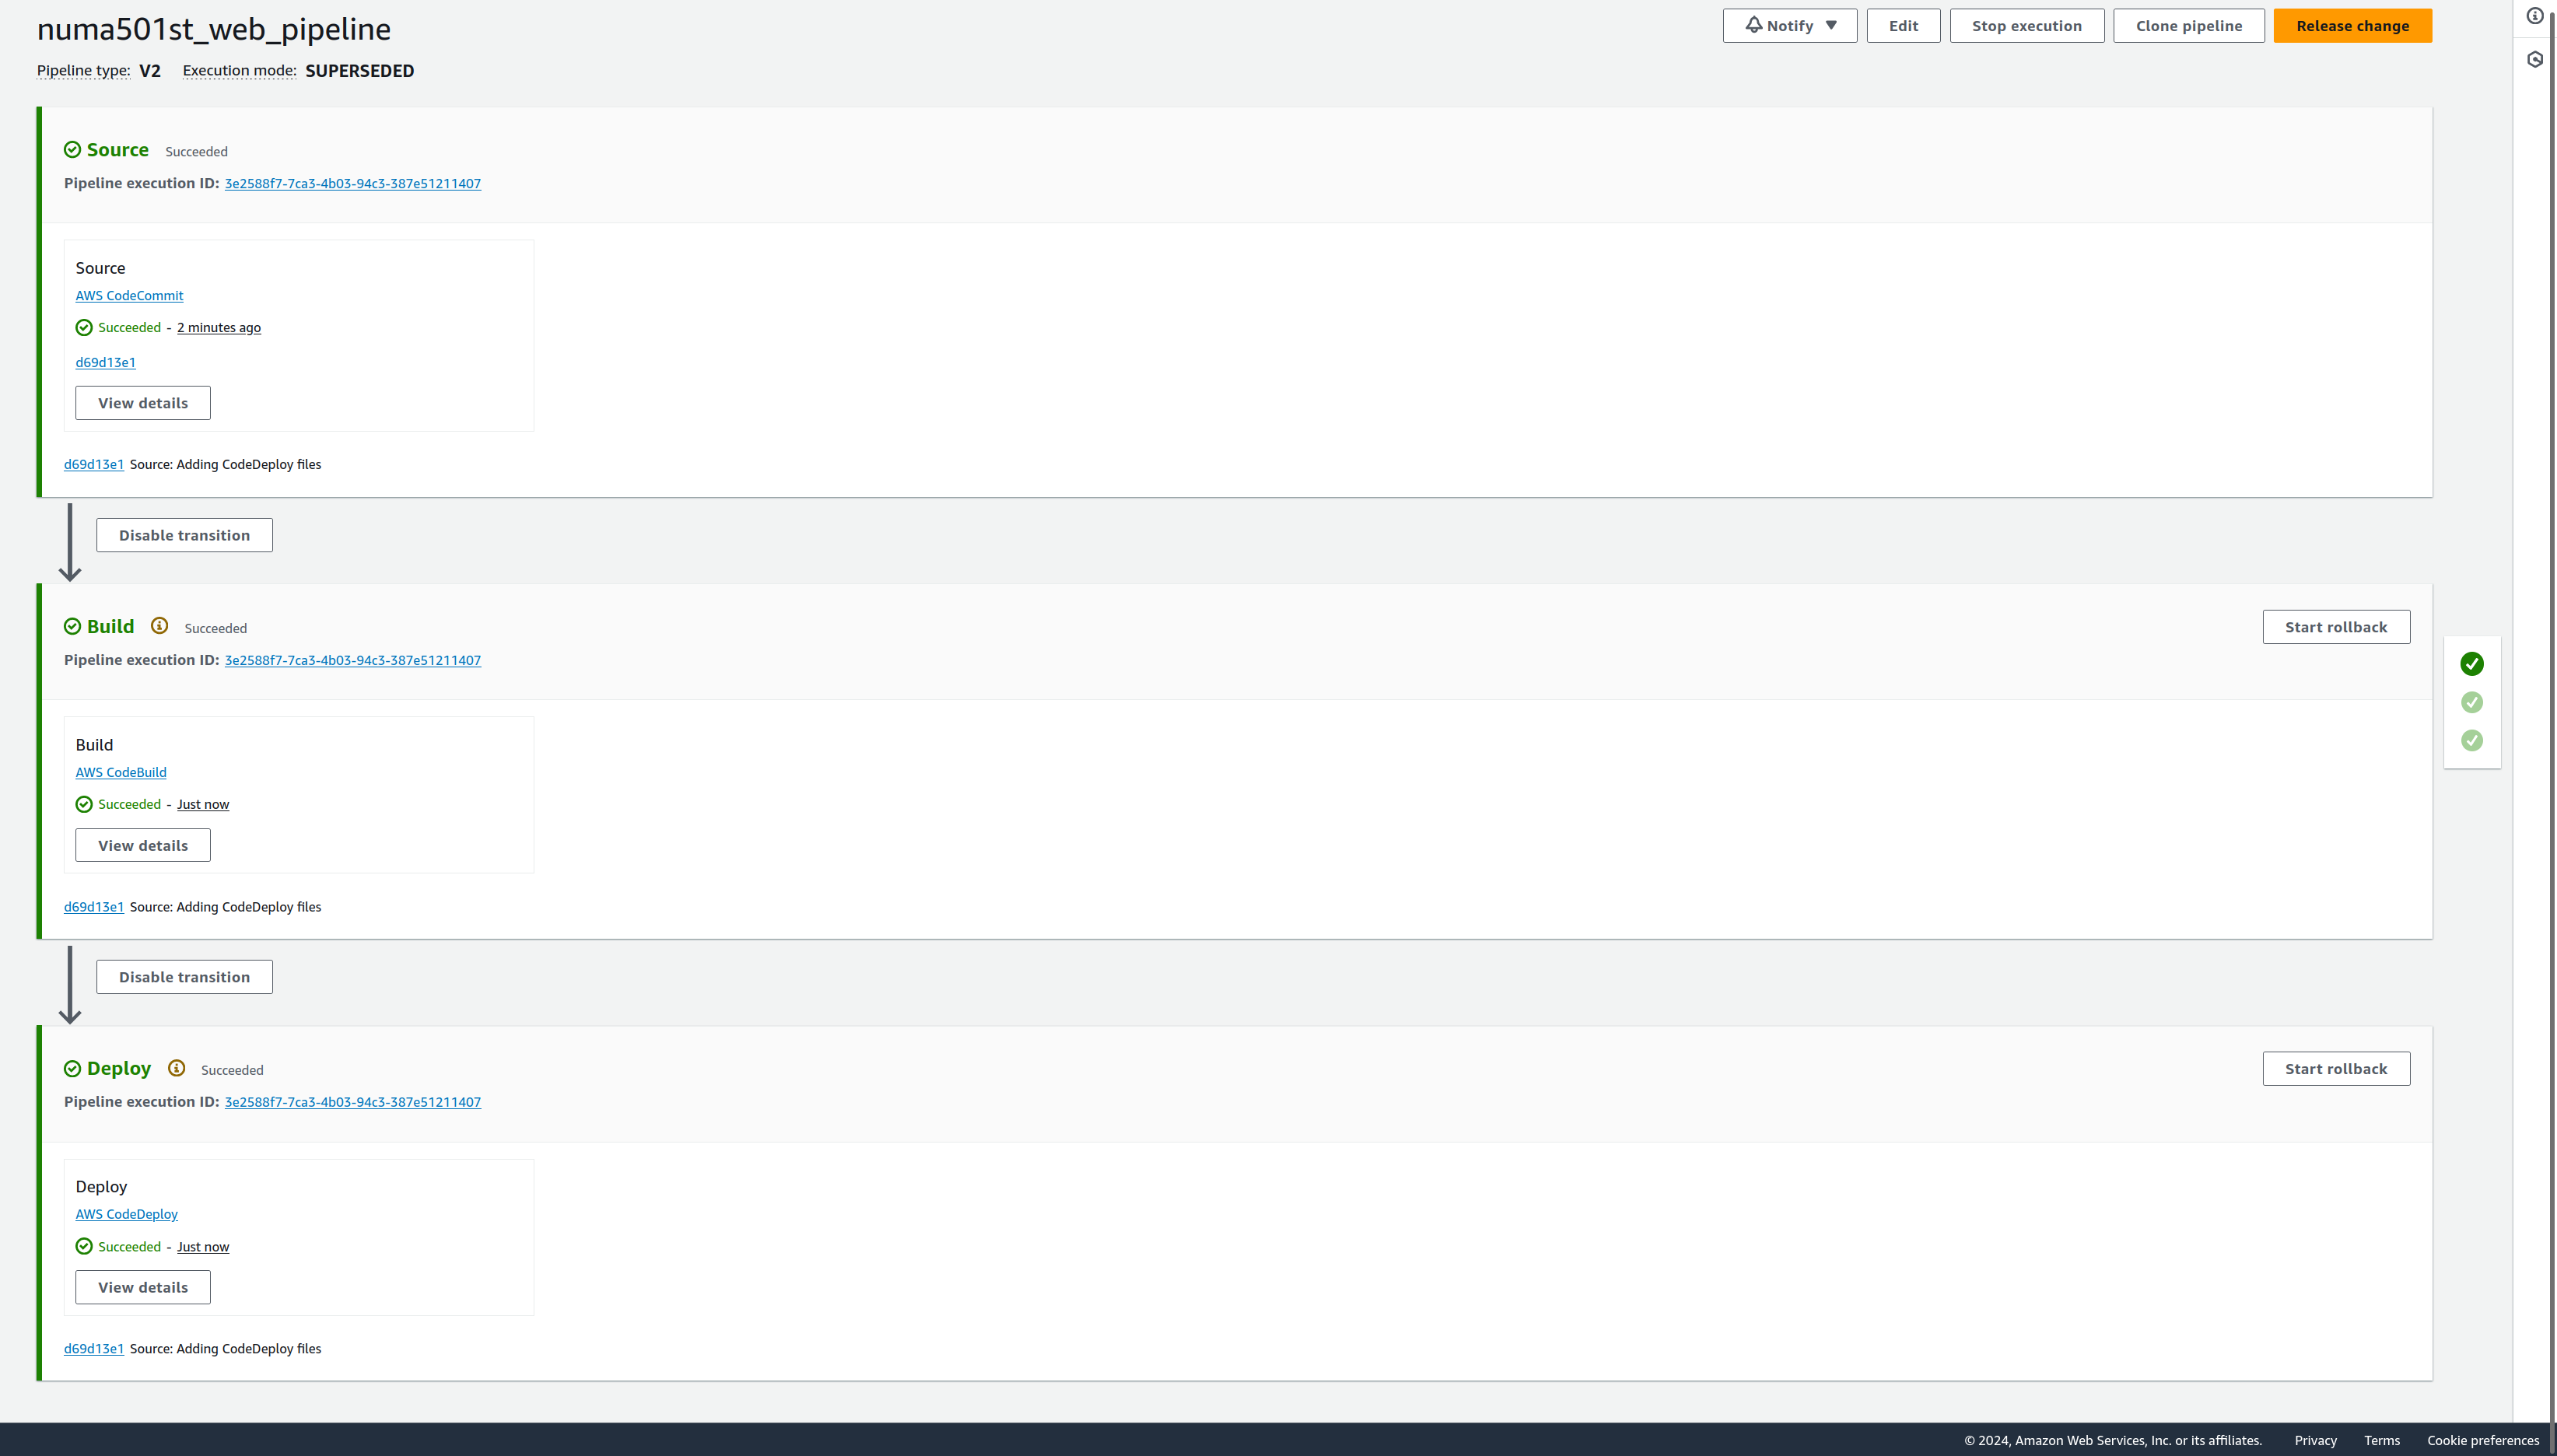 numa501st_web_pipeline
Notify Edit Stop execution Clone pipeline Release change
Pipeline type: V2 Execution mode: SUPERSEDED
Source Succeeded
Pipeline execution ID: 3e2588f7-7ca3-4b03-94c3-387e51211407
Source
AWS CodeCommit
Succeeded - 2 minutes ago
d69d13e1
View details
d69d13e1 Source: Adding CodeDeploy files
Disable transition
Build Succeeded
Start rollback
Pipeline execution ID: 3e2588f7-7ca3-4b03-94c3-387e51211407
Build
AWS CodeBuild
Succeeded - Just now
View details
d69d13e1 Source: Adding CodeDeploy files
Disable transition
Deploy Succeeded
Start rollback
Pipeline execution ID: 3e2588f7-7ca3-4b03-94c3-387e51211407
Deploy
AWS CodeDeploy
Succeeded - Just now
View details
d69d13e1 Source: Adding CodeDeploy files
© 2024, Amazon Web Services, Inc. or its affiliates. Privacy Terms Cookie preferences